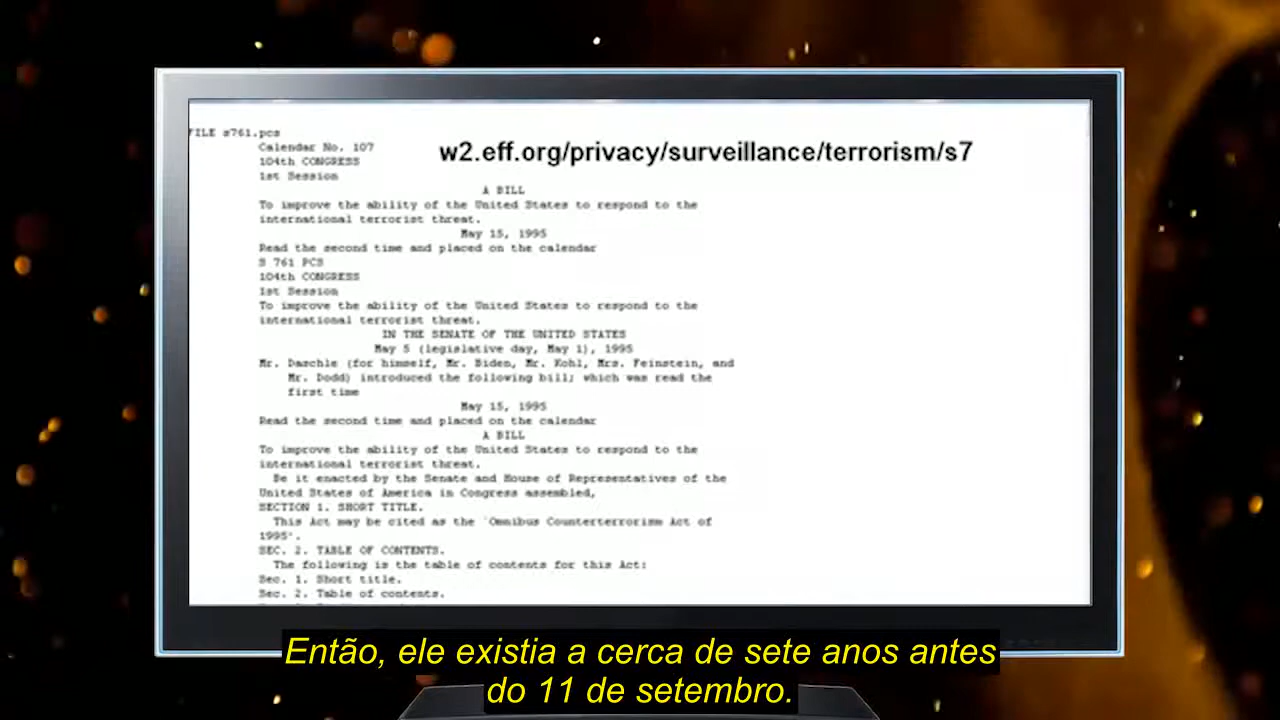 FILE s761.pcs
w2.eff.org/privacy/surveillance/terrorism/s7
Calendar No. 107
104th CONGRESS
1st Session
A BILL
To improve the ability of the United States to respond to the
international terrorist threat.
May 15, 1995
Read the second time and placed on the calendar
S 761 PCS
104th CONGRESS
1st Session
To improve the ability of the United States to respond to the
international terrorist threat.
IN THE SENATE OF THE UNITED STATES
May 5 (legislative day, May 1), 1995
Mr. Daschle (for himself, Mr. Biden, Mr. Kohl, Mrs. Feinstein, and
Mr. Dodd) introduced the following bill; which was read the
first time
May 15, 1995
Read the second time and placed on the calendar
A BILL
To improve the ability of the United States to respond to the
international terrorist threat.
Be it enacted by the Senate and House of Representatives of the
United States of America in Congress assembled,
SECTION 1. SHORT TITLE.
This Act may be cited as the `Omnibus Counterterrorism Act of
1995'.
SEC. 2. TABLE OF CONTENTS.
The following is the table of contents for this Act:
Sec. 1. Short title.
Sec. 2. Table of contents.
Então, ele existia a cerca de sete anos antes
do 11 de setembro.